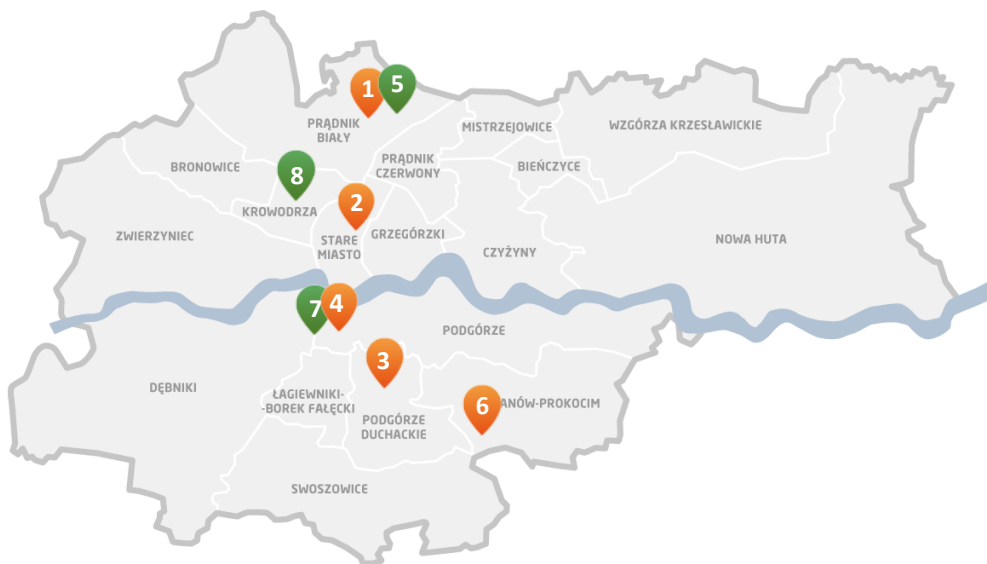 1
5
PRĄDNIK
BIAŁY
MISTRZEJOWICE
WZGÓRZA KRZESŁAWICKIE
BRONOWICE
PRĄDNIK
CZERWONY
BIEŃCZYCE
8
KROWODRZA
2
ZWIERZYNIEC
STARE
MIASTO
GRZEGÓRZKI
CZYŻYNY
NOWA HUTA
7
4
PODGÓRZE
3
DĘBNIKI
ŁAGIEWNIKI-
-BOREK FAŁĘCKI
PODGÓRZE
DUCHACKIE
6
ANÓW-PROKOCIM
SWOSZOWICE